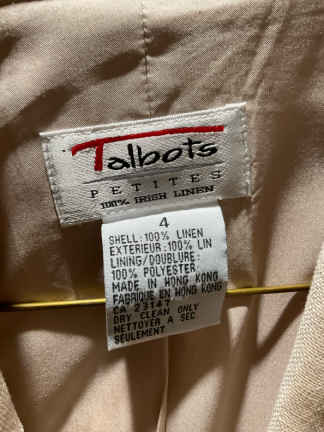 Talbots
PETITES
100% IRISH LINEN
4
SHELL: 100% LINEN
EXTERIEUR: 100% LIN
LINING/DOUBLURE:
100% POLYESTER
MADE IN HONG KONG
FABRIQUE EN HONG KONG
CA 23147
DRY CLEAN ONLY
NETTOYER A SEC
SEULEMENT